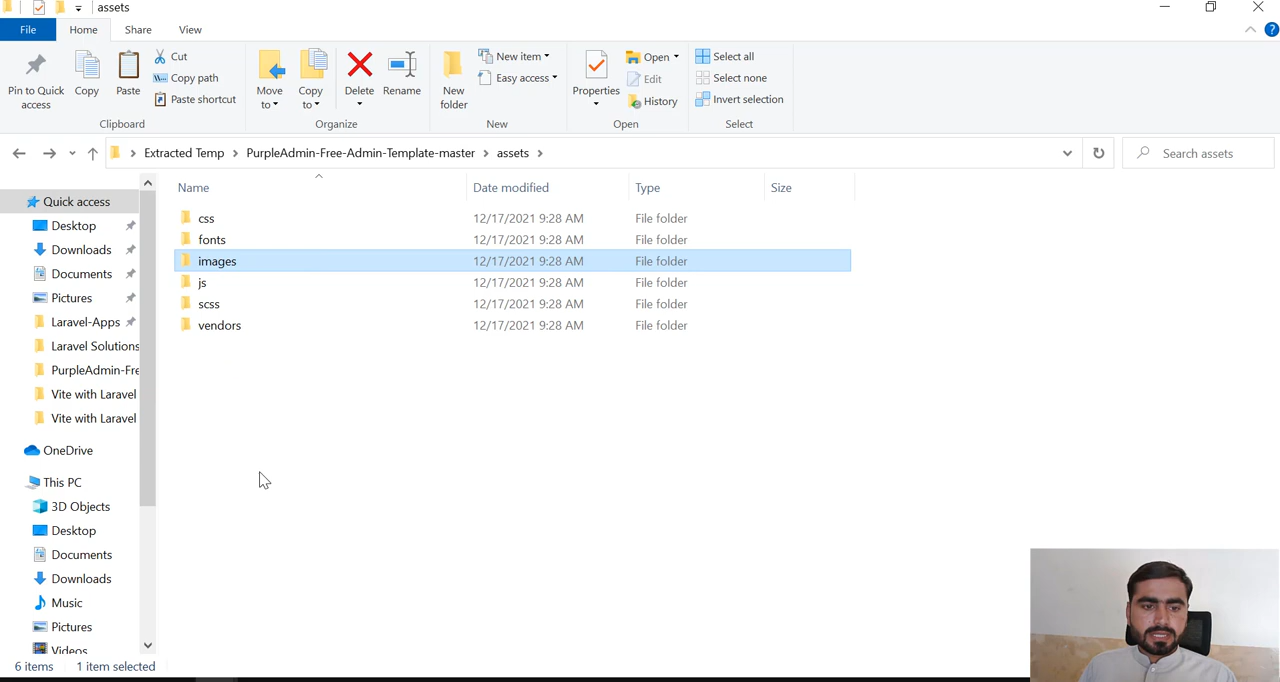 assets
File Home Share View
Pin to Quick access
Copy
Paste
Cut
Copy path
Paste shortcut
Clipboard
Move to
Copy to
Delete
Rename
Organize
New folder
New item
Easy access
New
Properties
Open
Edit
History
Open
Select all
Select none
Invert selection
Select
Extracted Temp > PurpleAdmin-Free-Admin-Template-master > assets >
Search assets
Name Date modified Type Size
css 12/17/2021 9:28 AM File folder
fonts 12/17/2021 9:28 AM File folder
images 12/17/2021 9:28 AM File folder
js 12/17/2021 9:28 AM File folder
scss 12/17/2021 9:28 AM File folder
vendors 12/17/2021 9:28 AM File folder
Quick access
Desktop
Downloads
Documents
Pictures
Laravel-Apps
Laravel Solutions
PurpleAdmin-Fre
Vite with Laravel
Vite with Laravel
OneDrive
This PC
3D Objects
Desktop
Documents
Downloads
Music
Pictures
Videos
6 items 1 item selected